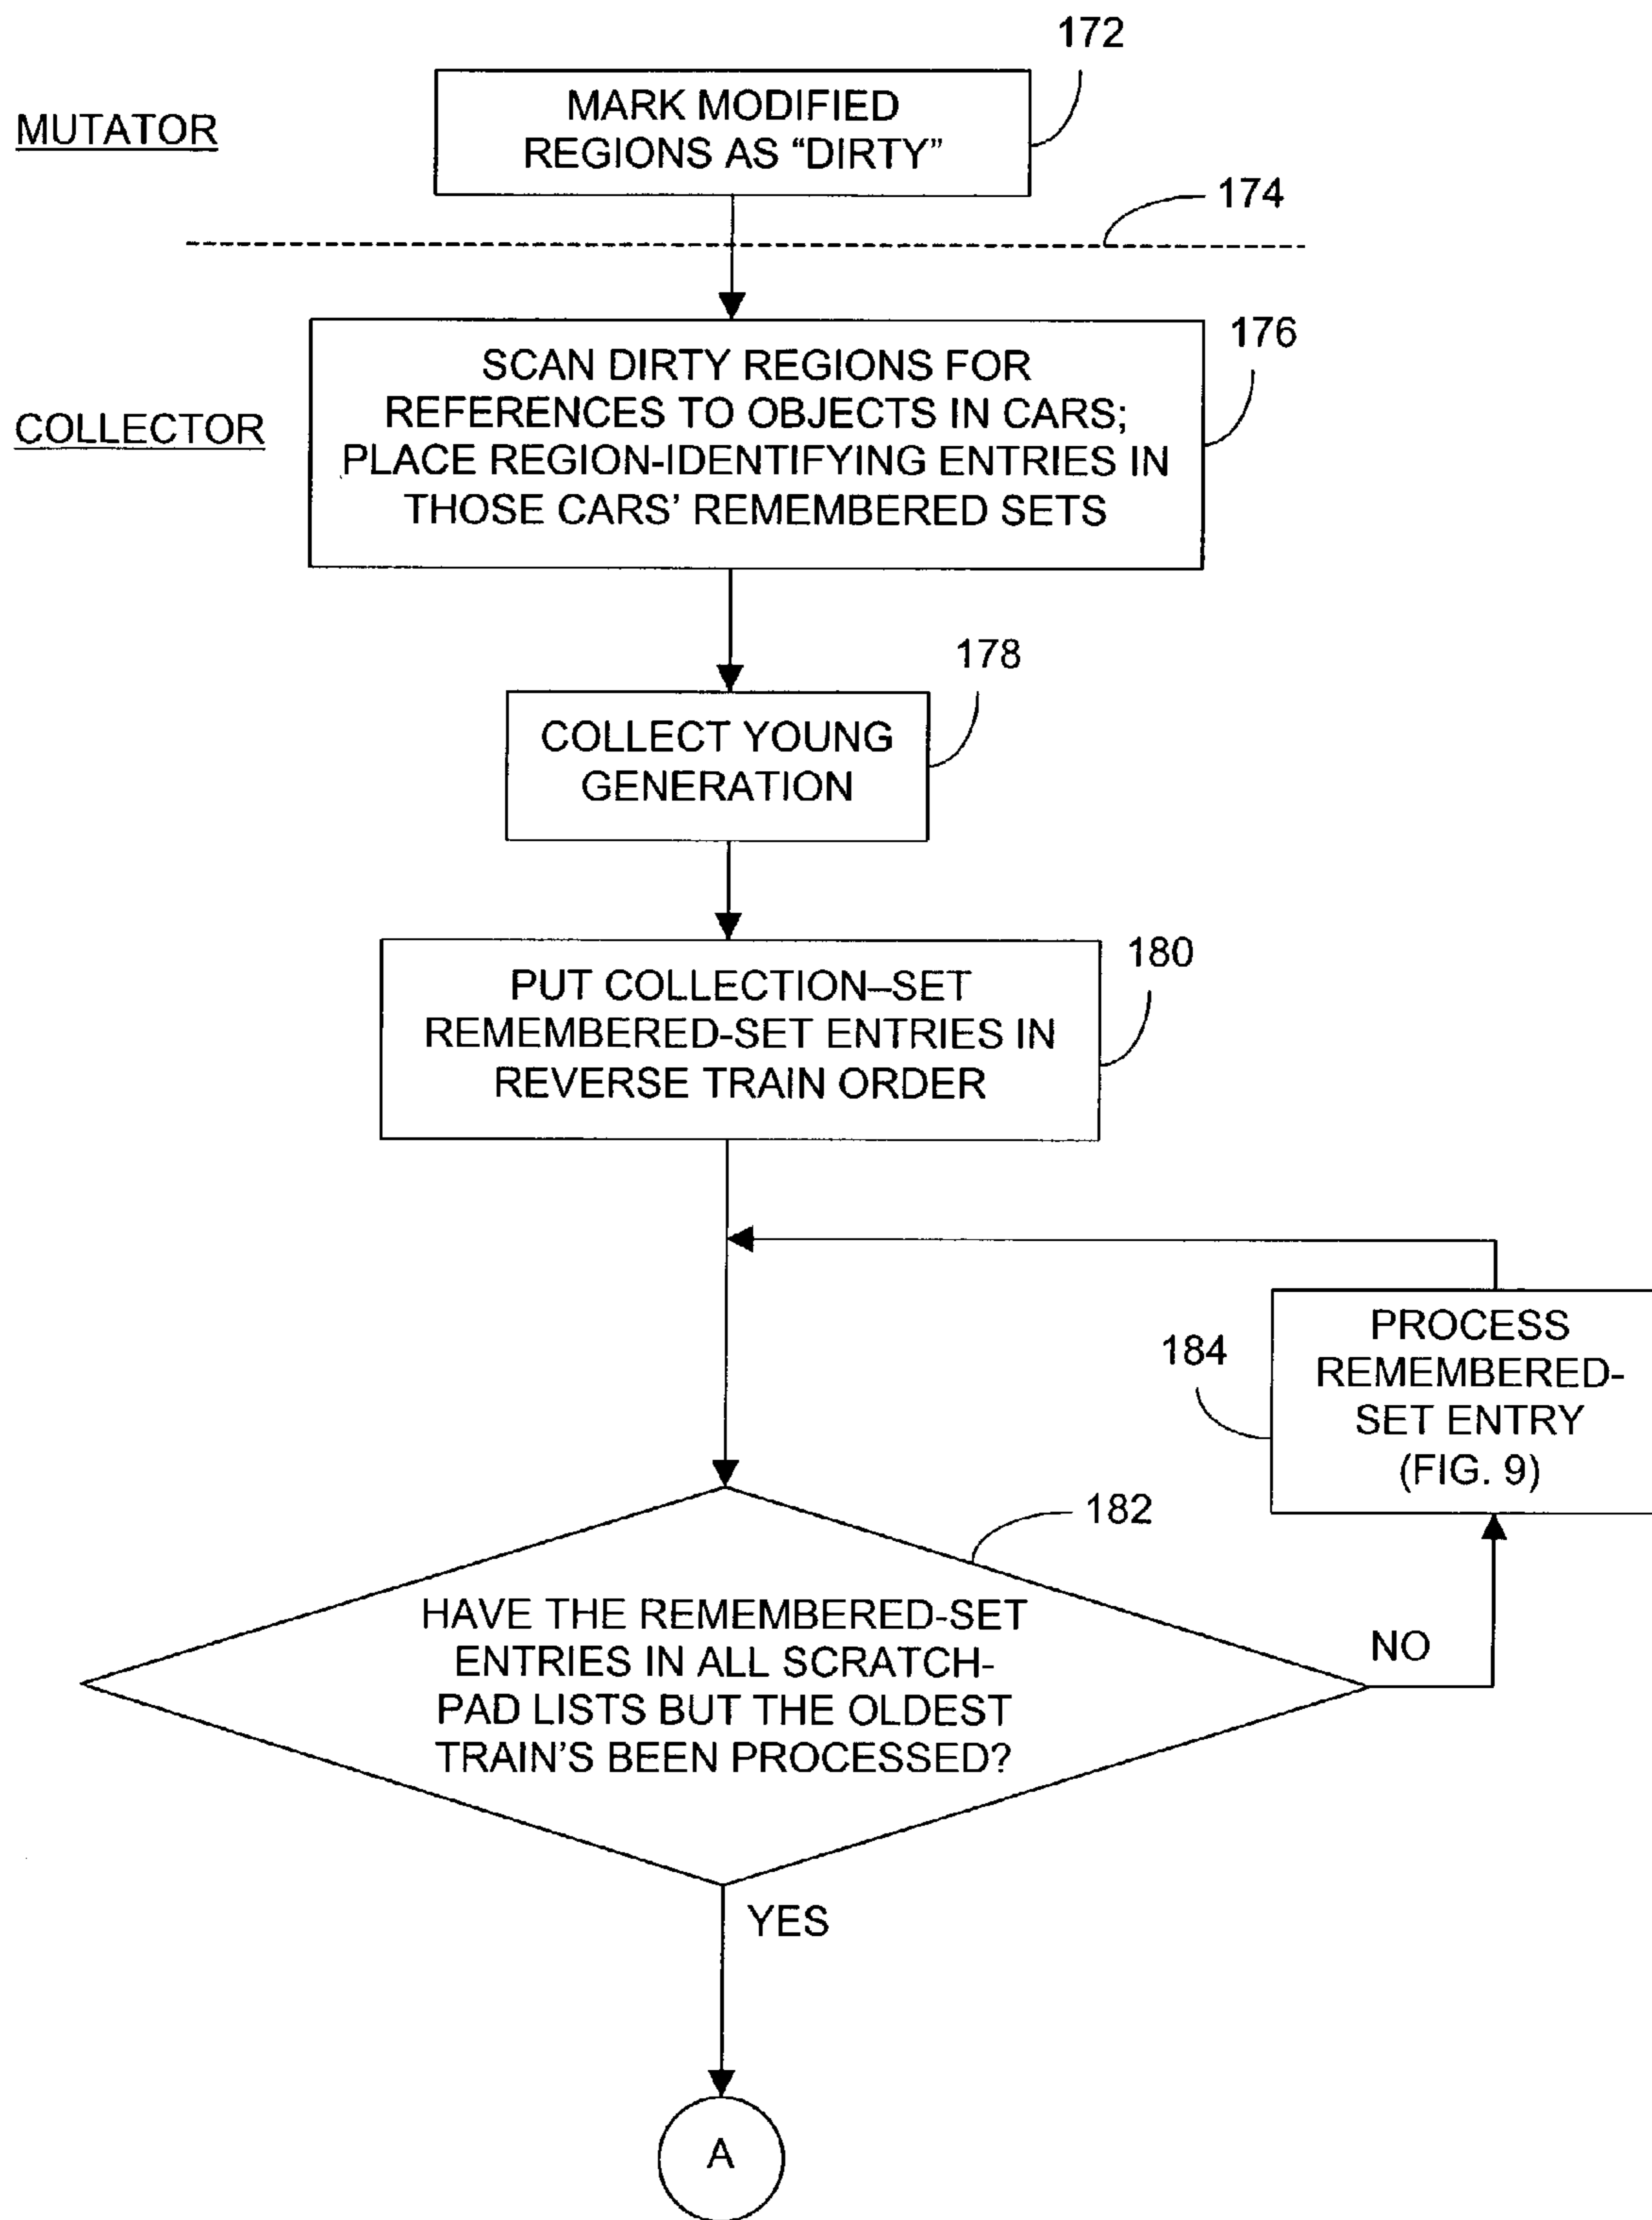 172
MUTATOR
MARK MODIFIED
REGIONS AS “DIRTY”
174
176
COLLECTOR
SCAN DIRTY REGIONS FOR
REFERENCES TO OBJECTS IN CARS;
PLACE REGION-IDENTIFYING ENTRIES IN
THOSE CARS’ REMEMBERED SETS
178
COLLECT YOUNG
GENERATION
180
PUT COLLECTION–SET
REMEMBERED-SET ENTRIES IN
REVERSE TRAIN ORDER
184
PROCESS
REMEMBERED-
SET ENTRY
(FIG. 9)
182
HAVE THE REMEMBERED-SET
ENTRIES IN ALL SCRATCH-
PAD LISTS BUT THE OLDEST
TRAIN’S BEEN PROCESSED?
NO
YES
A